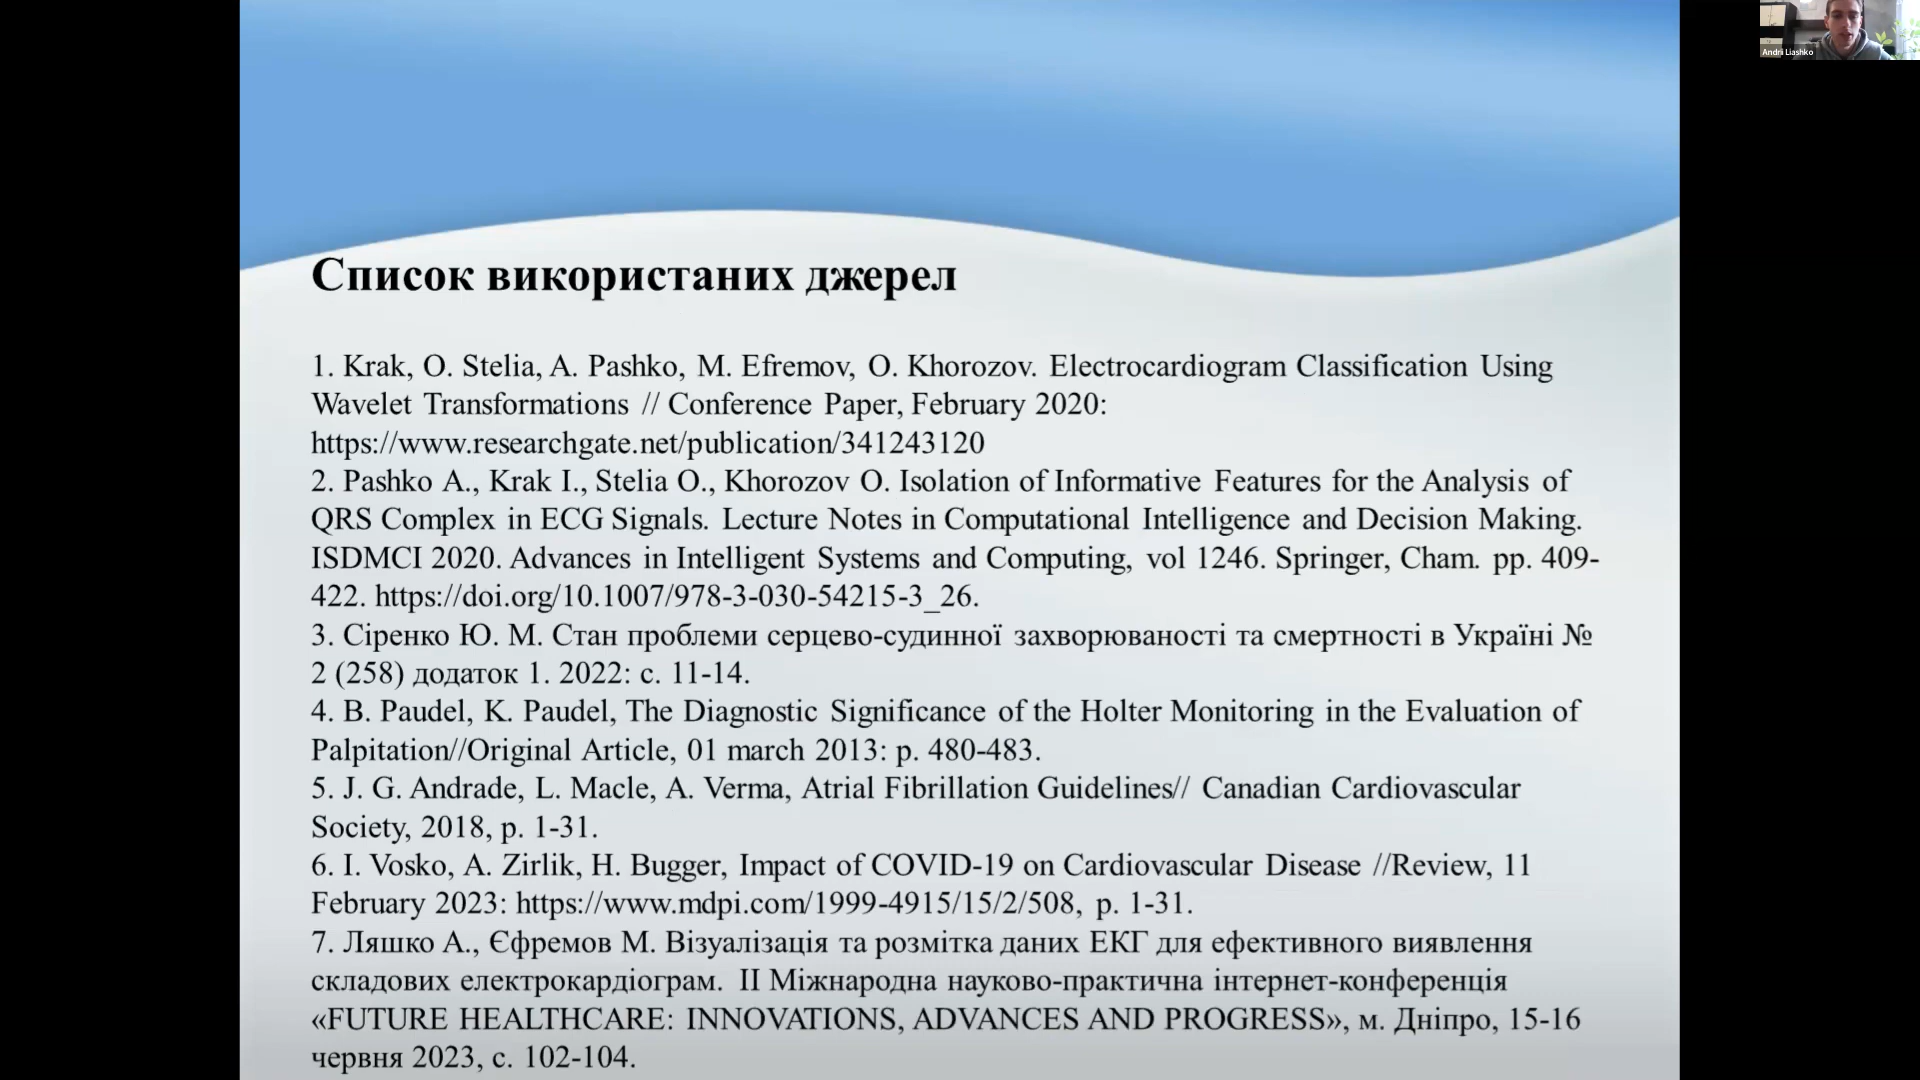 Andrii Liashko
Список використаних джерел
1. Krak, O. Stelia, A. Pashko, M. Efremov, O. Khorozov. Electrocardiogram Classification Using
Wavelet Transformations // Conference Paper, February 2020:
https://www.researchgate.net/publication/341243120
2. Pashko A., Krak I., Stelia O., Khorozov O. Isolation of Informative Features for the Analysis of
QRS Complex in ECG Signals. Lecture Notes in Computational Intelligence and Decision Making.
ISDMCI 2020. Advances in Intelligent Systems and Computing, vol 1246. Springer, Cham. pp. 409-
422. https://doi.org/10.1007/978-3-030-54215-3_26.
3. Сіренко Ю. М. Стан проблеми серцево-судинної захворюваності та смертності в Україні №
2 (258) додаток 1. 2022: с. 11-14.
4. B. Paudel, K. Paudel, The Diagnostic Significance of the Holter Monitoring in the Evaluation of
Palpitation//Original Article, 01 march 2013: p. 480-483.
5. J. G. Andrade, L. Macle, A. Verma, Atrial Fibrillation Guidelines// Canadian Cardiovascular
Society, 2018, p. 1-31.
6. I. Vosko, A. Zirlik, H. Bugger, Impact of COVID-19 on Cardiovascular Disease //Review, 11
February 2023: https://www.mdpi.com/1999-4915/15/2/508, p. 1-31.
7. Ляшко А., Єфремов М. Візуалізація та розмітка даних ЕКГ для ефективного виявлення
складових електрокардіограм. II Міжнародна науково-практична інтернет-конференція
«FUTURE HEALTHCARE: INNOVATIONS, ADVANCES AND PROGRESS», м. Дніпро, 15-16
червня 2023, с. 102-104.